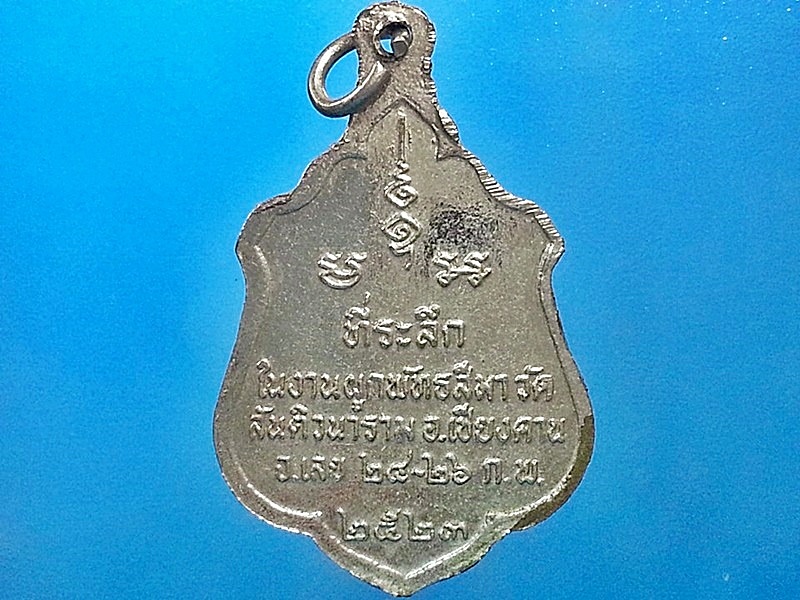 ที่ระลึก
ในงานผูกพัทธสีมา วัด
สันติวนาราม อ.เชียงคาน
จ.เลย ๒๔-๒๖ ก.พ.
๒๕๒๓